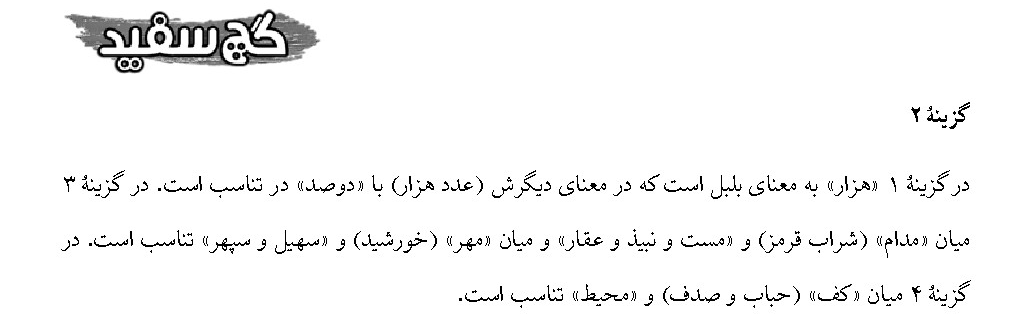 گچ سفید
گزینهٔ ۲
در گزینهٔ ۱ «هزار» به معنای بلبل است که در معنای دیگرش (عدد هزار) با «دوصد» در تناسب است. در گزینهٔ ۳
میان «مدام» (شراب قرمز) و «مست و نبیذ و عقار» و میان «مهر» (خورشید) و «سهیل و سپهر» تناسب است. در
گزینهٔ ۴ میان «کف» (حباب و صدف) و «محیط» تناسب است.